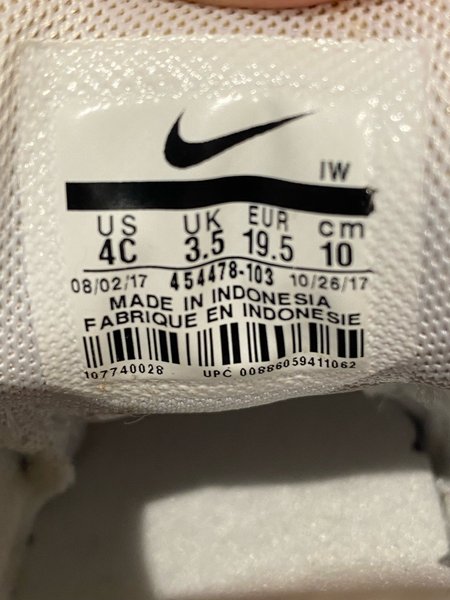 IW
US UK EUR cm
4C 3.5 19.5 10
08/02/17 454478-103 10/26/17
MADE IN INDONESIA
FABRIQUE EN INDONESIE
107740028 UPC 00886059411062